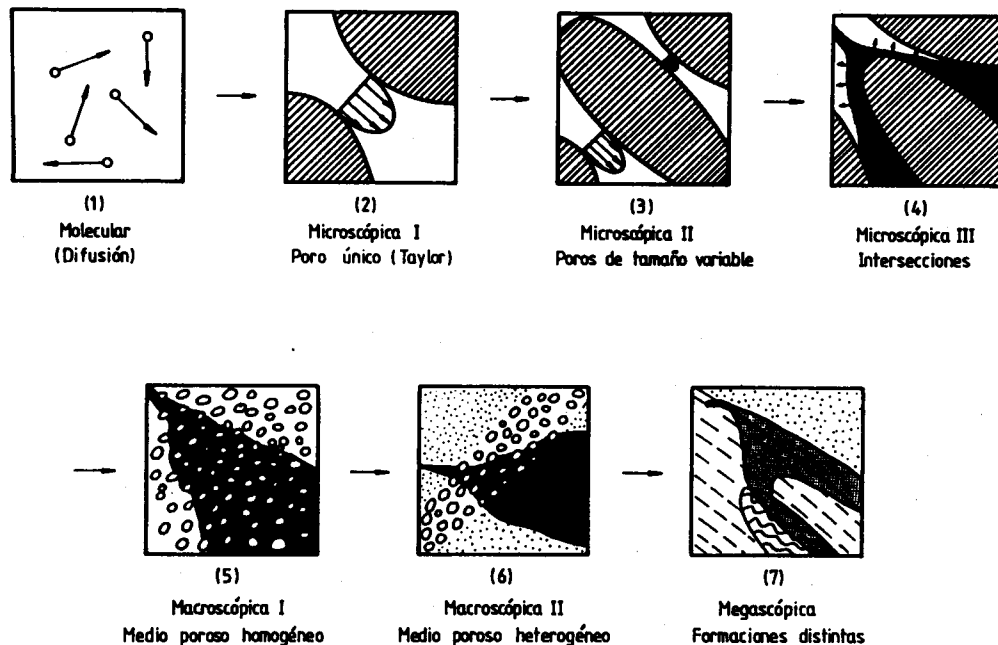 (1)
Molecular
(Difusión)
(2)
Microscópica I
Poro único (Taylor)
(3)
Microscópica II
Poros de tamaño variable
(4)
Microscópica III
Intersecciones
(5)
Macroscópica I
Medio poroso homogéneo
(6)
Macroscópica II
Medio poroso heterogéneo
(7)
Megascópica
Formaciones distintas